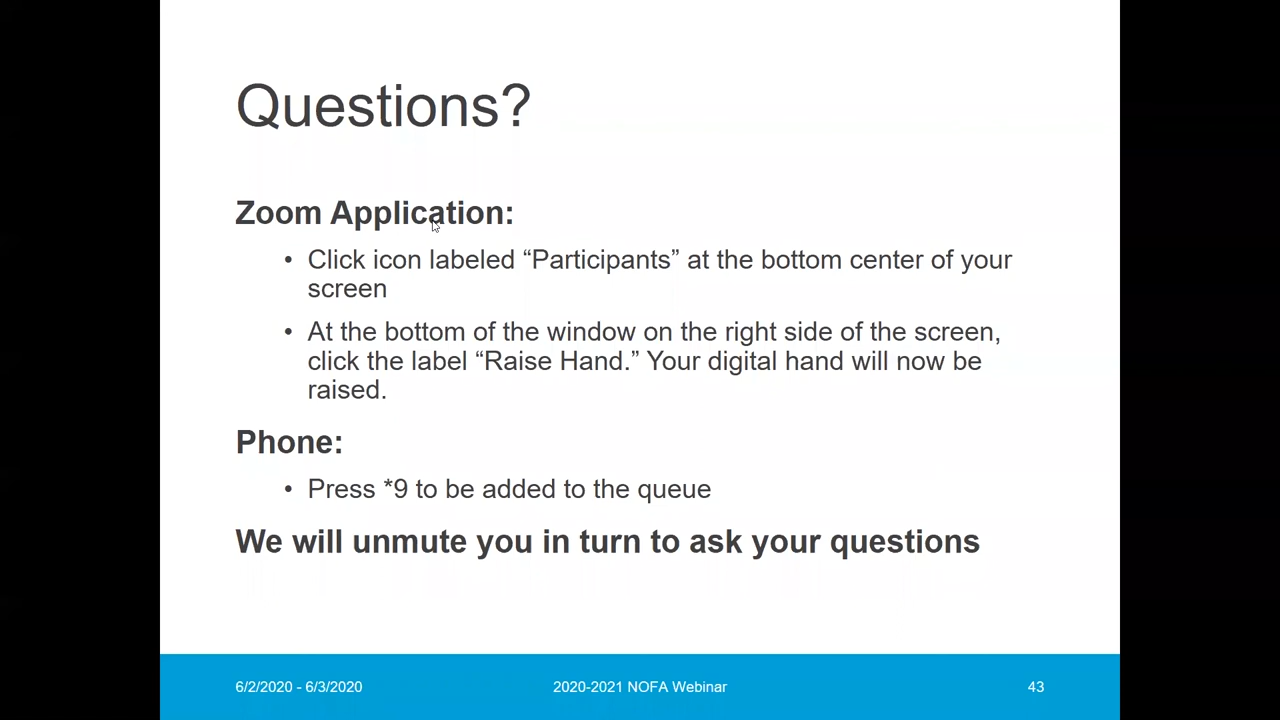 Questions?
Zoom Application:
• Click icon labeled “Participants” at the bottom center of your
screen
• At the bottom of the window on the right side of the screen,
click the label “Raise Hand.” Your digital hand will now be
raised.
Phone:
• Press *9 to be added to the queue
We will unmute you in turn to ask your questions
6/2/2020 - 6/3/2020
2020-2021 NOFA Webinar
43